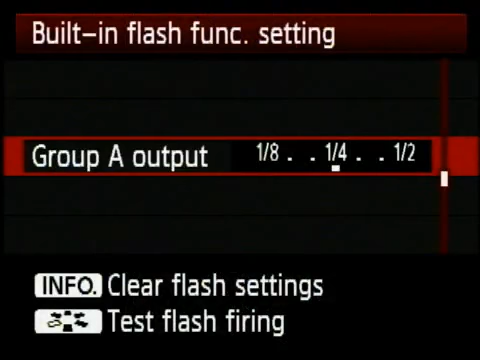 Built-in flash func. setting
Group A output 1/8 . . 1/4 . . 1/2
INFO. Clear flash settings
Test flash firing